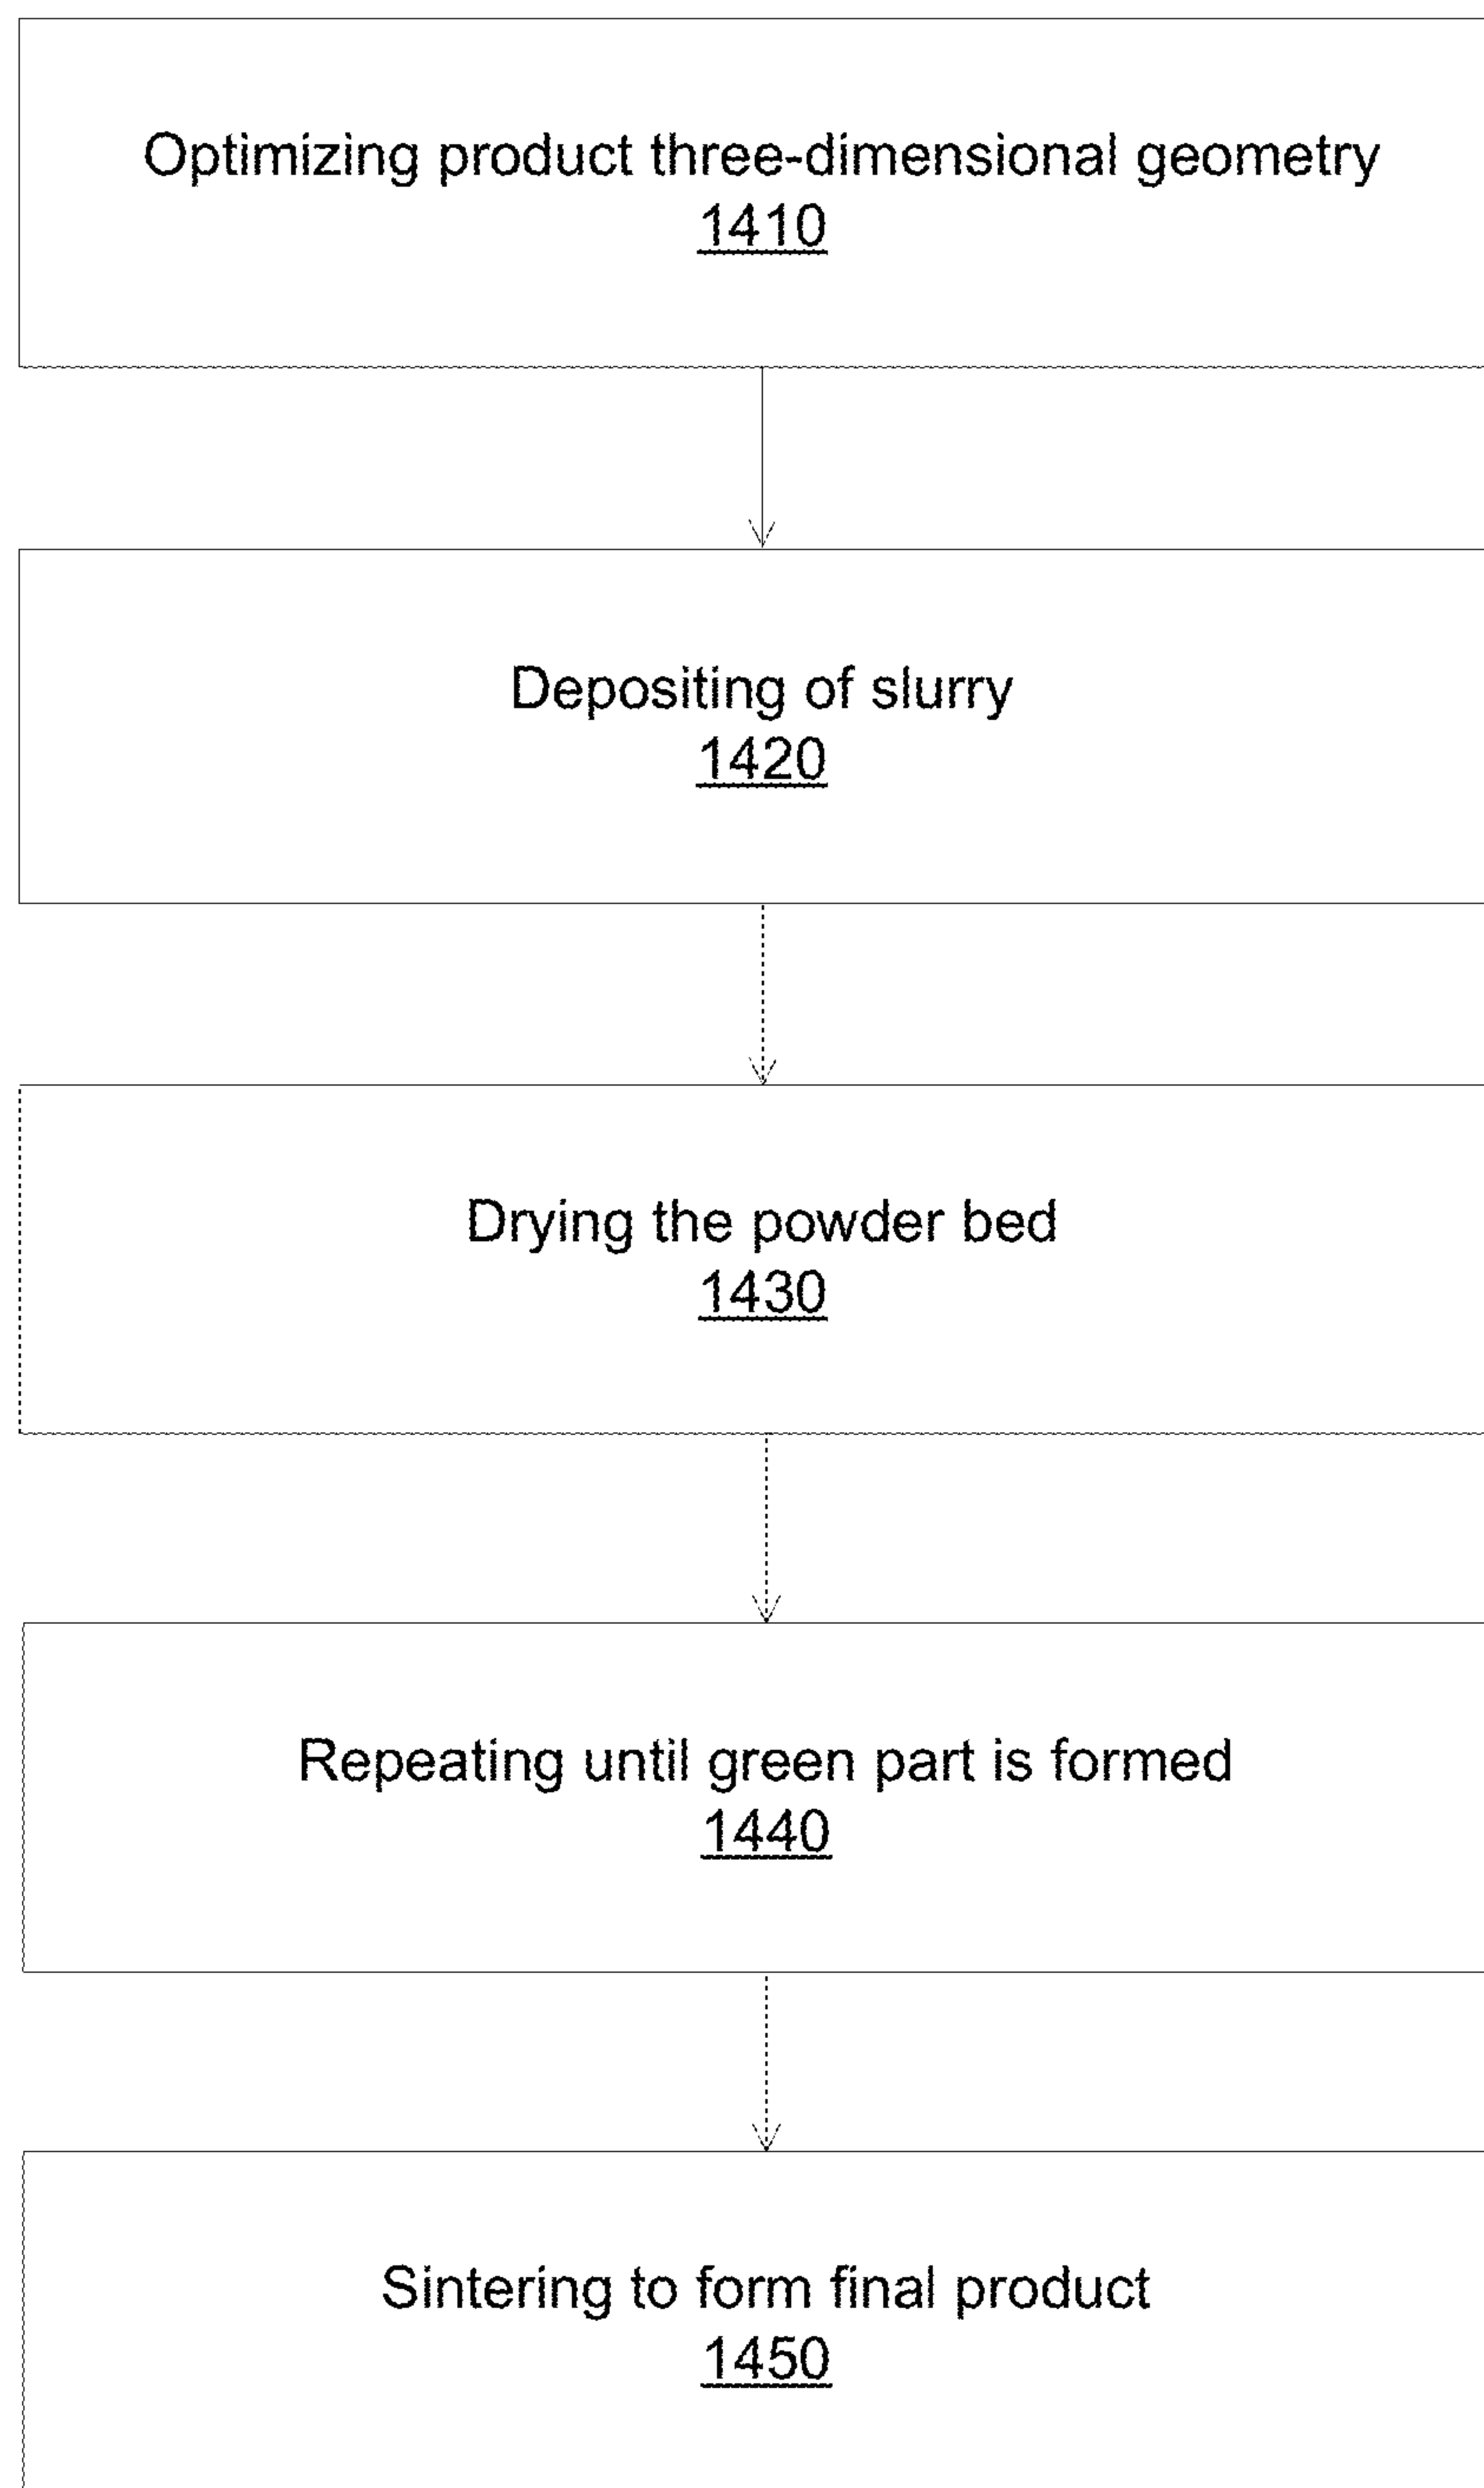 Optimizing product three-dimensional geometry
1410
Depositing of slurry
1420
Drying the powder bed
1430
Repeating until green part is formed
1440
Sintering to form final product
1450